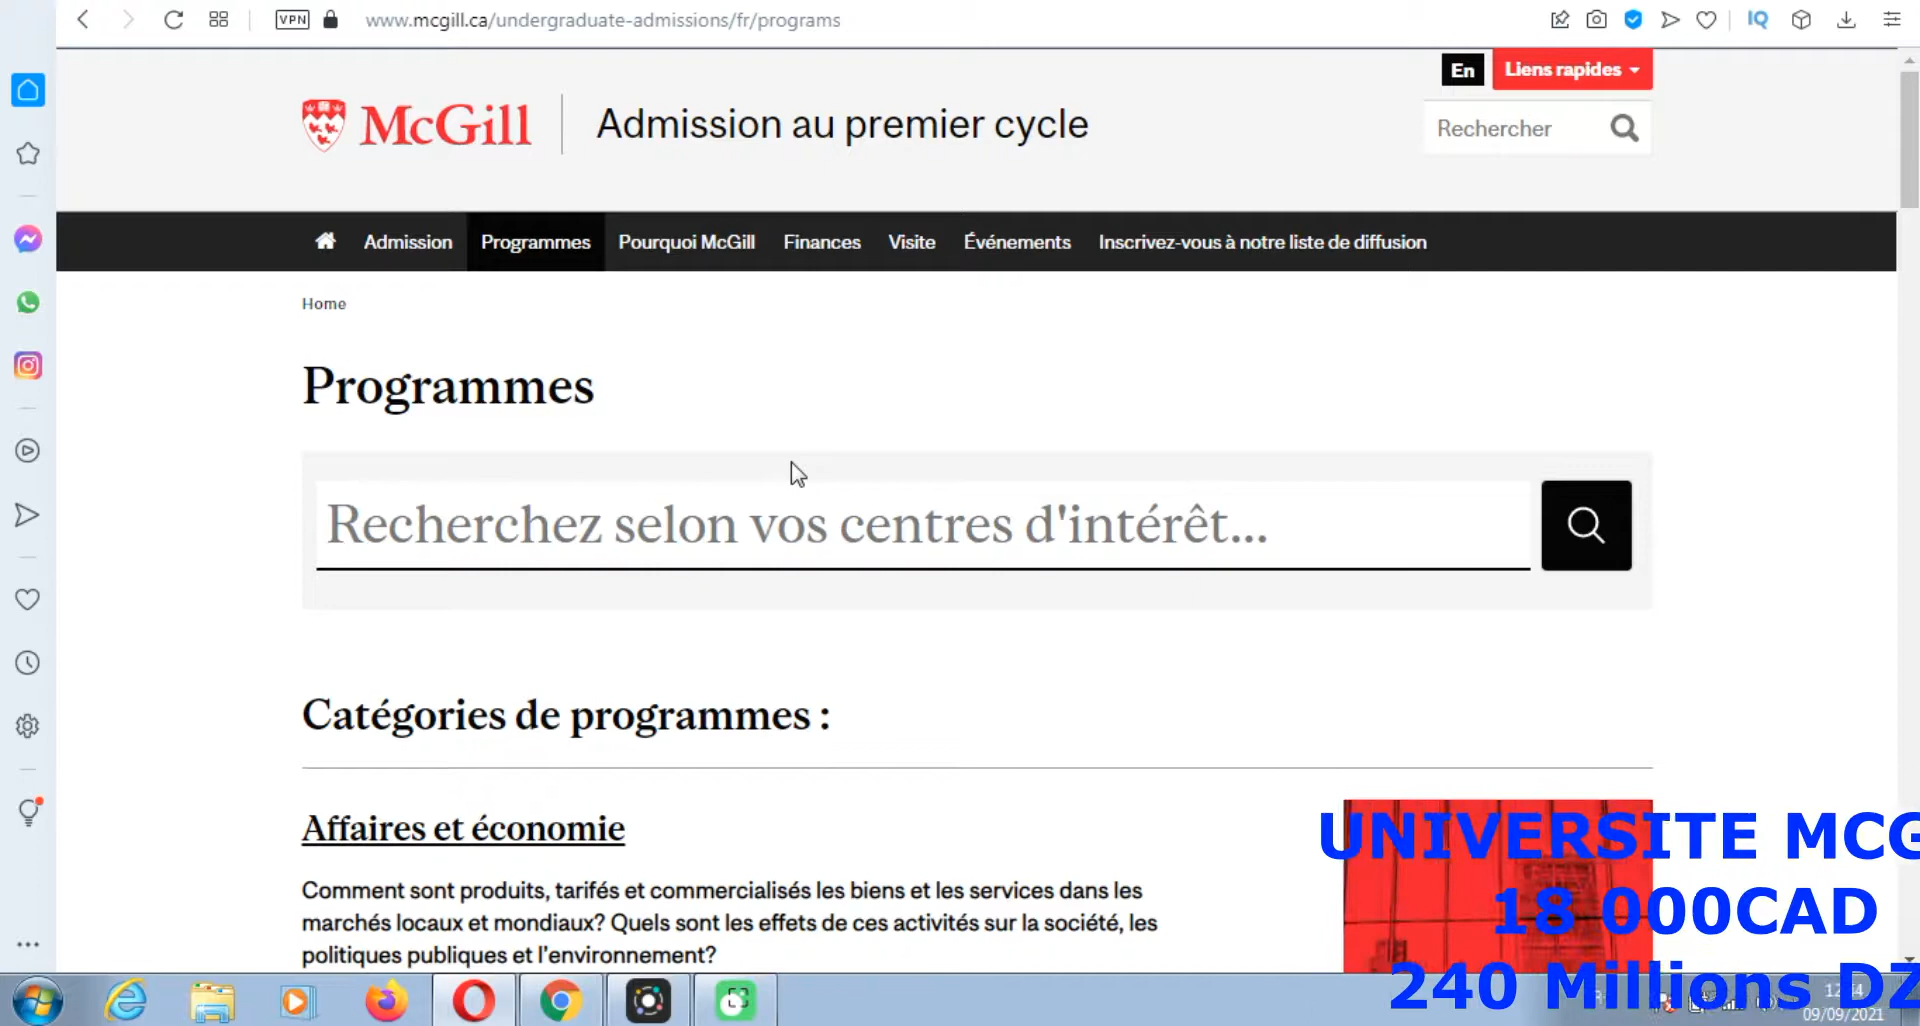 VPN
www.mcgill.ca/undergraduate-admissions/fr/programs
IQ
En
Liens rapides
McGill
Admission au premier cycle
Rechercher
Admission
Programmes
Pourquoi McGill
Finances
Visite
Événements
Inscrivez-vous à notre liste de diffusion
Home
Programmes
Recherchez selon vos centres d'intérêt...
Catégories de programmes :
Affaires et économie
Comment sont produits, tarifés et commercialisés les biens et les services dans les
marchés locaux et mondiaux? Quels sont les effets de ces activités sur la société, les
politiques publiques et l'environnement?
UNIVERSITE MCG
18 000CAD
240 Millions DZ
09/09/2021